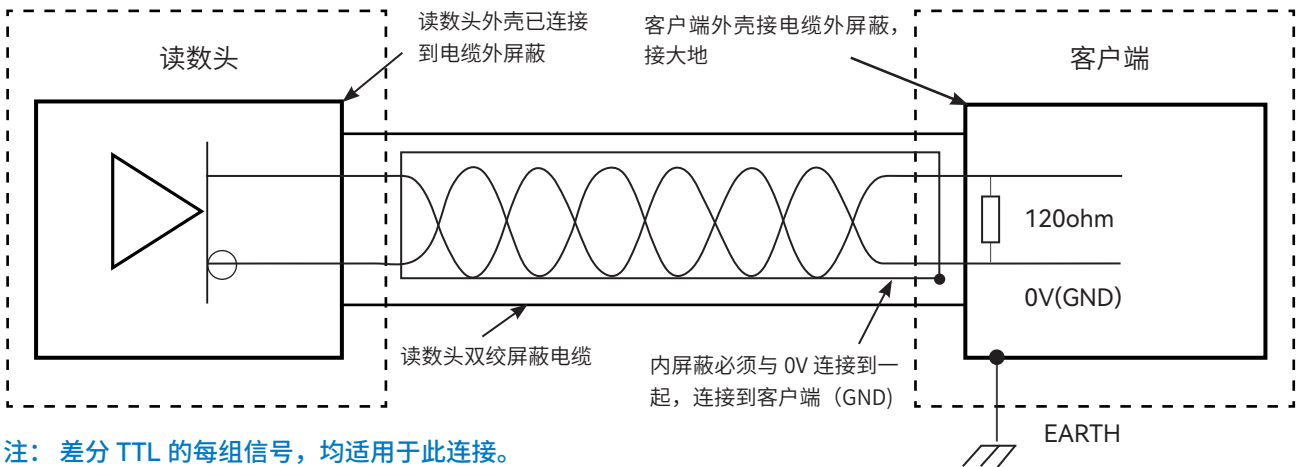 读数头外壳已连接
到电缆外屏蔽
客户端外壳接电缆外屏蔽，
接大地
读数头
客户端
120ohm
0V(GND)
读数头双绞屏蔽电缆
内屏蔽必须与 0V 连接到一
起，连接到客户端（GND)
EARTH
注： 差分 TTL 的每组信号，均适用于此连接。